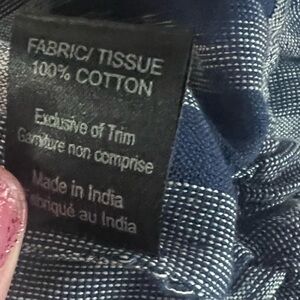 FABRIC/ TISSUE
100% COTTON
Exclusive of Trim
Garniture non comprise
Made in India
abriqué au India